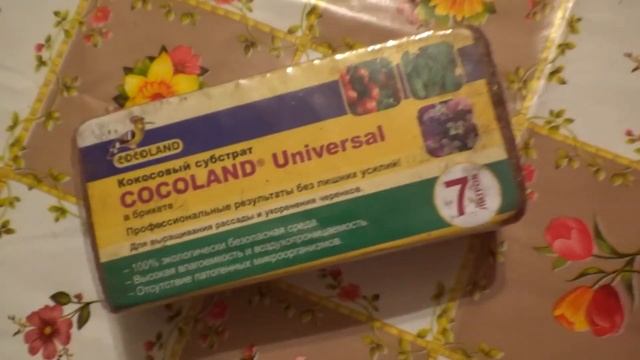 COCOLAND
Кокосовый субстрат
COCOLAND® Universal
в брикете
Профессиональные результаты без лишних усилий!
Для выращивания рассады и укоренения черенков.
– 100% экологически безопасная среда
– Высокая влагоемкость и воздухопроницаемость.
– Отсутствие патогенных микроорганизмов.
7 литров